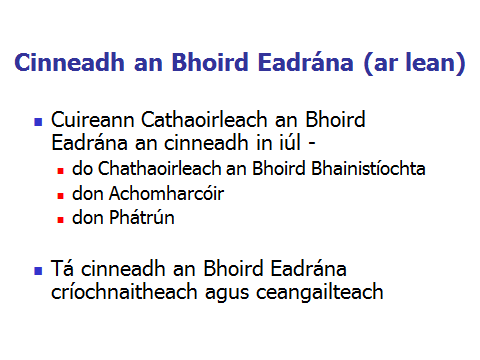 Cinneadh an Bhoird Eadrána (ar lean)
Cuireann Cathaoirleach an Bhoird
Eadrána an cinneadh in iúl -
do Chathaoirleach an Bhoird Bhainistíochta
don Achomharcóir
don Phátrún
Tá cinneadh an Bhoird Eadrána
críochnaitheach agus ceangailteach